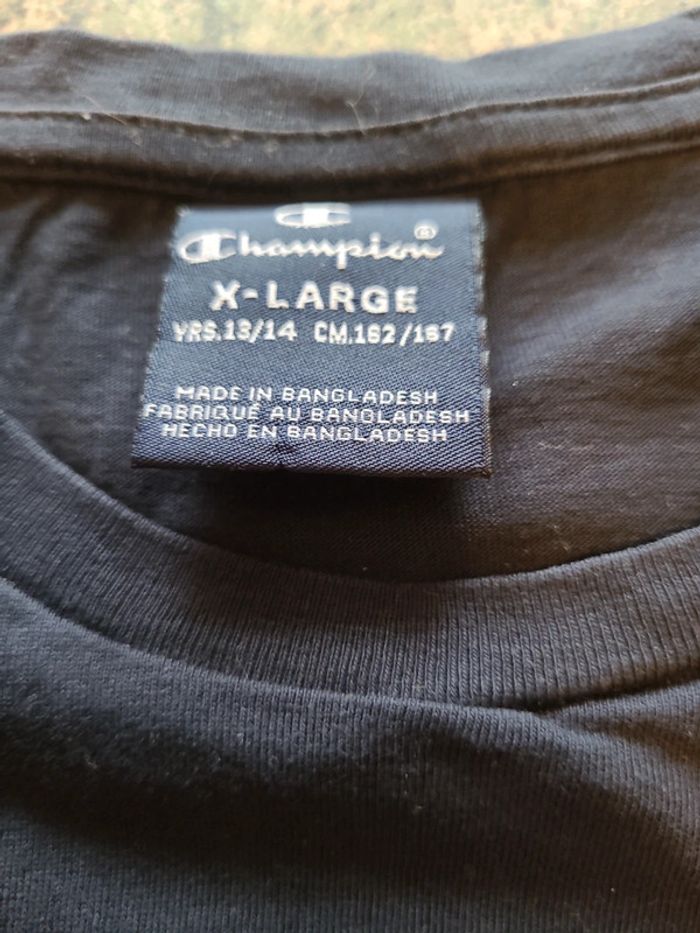 Champion®
X-LARGE
YRS.13/14 CM.162/167
MADE IN BANGLADESH
FABRIQUÉ AU BANGLADESH
HECHO EN BANGLADESH